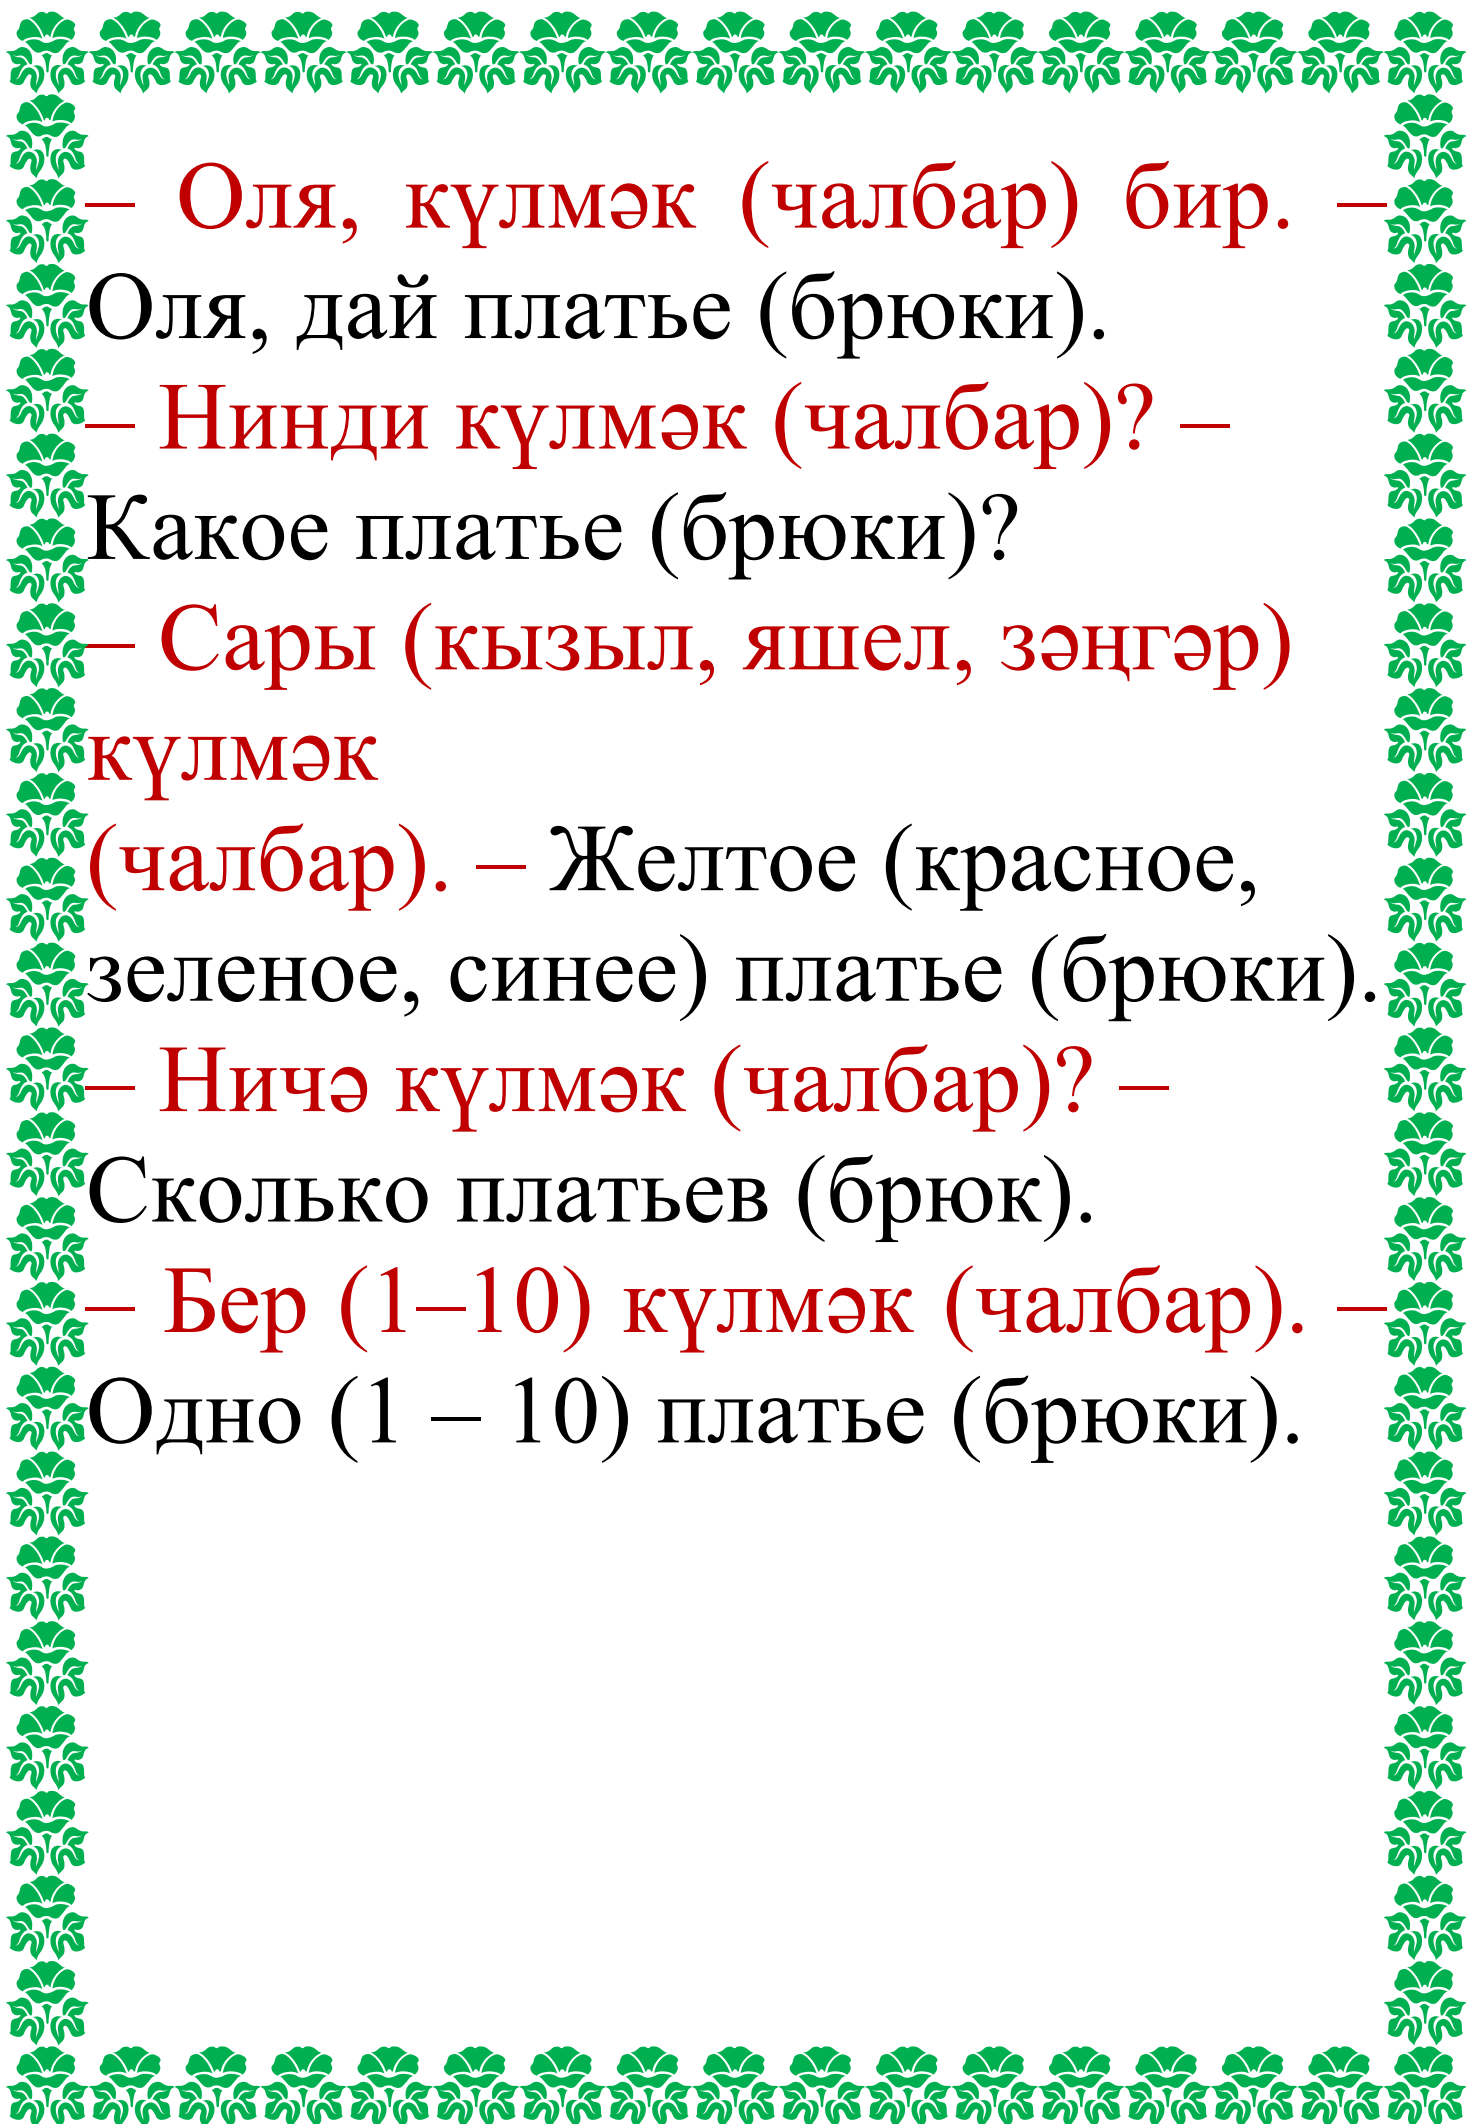 – Оля, күлмәк (чалбар) бир. –
Оля, дай платье (брюки).
– Нинди күлмәк (чалбар)? –
Какое платье (брюки)?
– Сары (кызыл, яшел, зәңгәр)
күлмәк
(чалбар). – Желтое (красное,
зеленое, синее) платье (брюки).
– Ничә күлмәк (чалбар)? –
Сколько платьев (брюк).
– Бер (1–10) күлмәк (чалбар). –
Одно (1 – 10) платье (брюки).